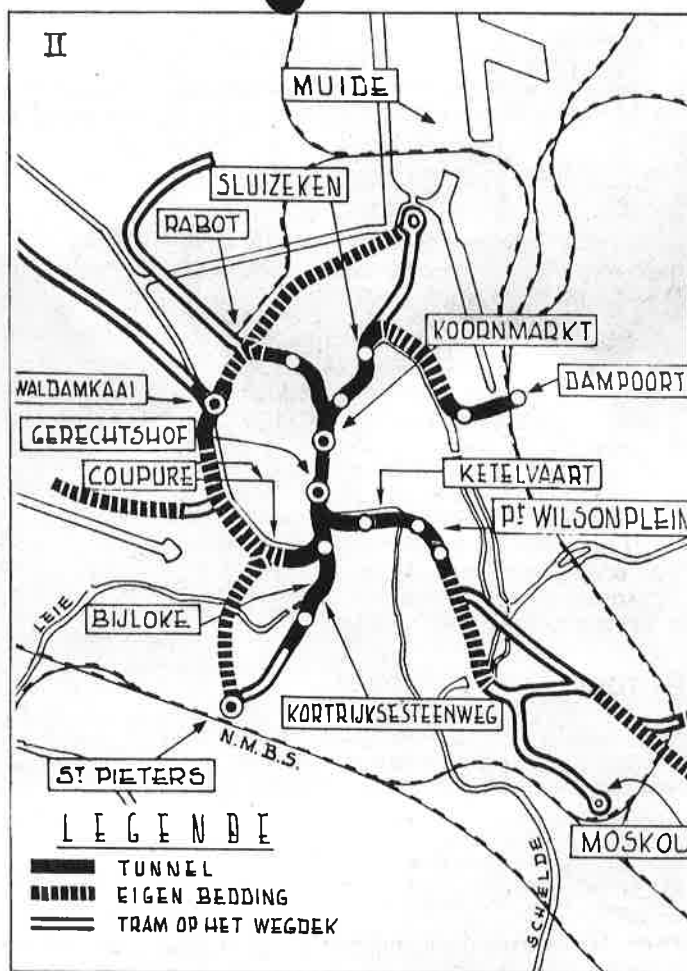 II
MUIDE
SLUIZEKEN
RABOT
KOORNMARKT
WALDAMKAAI
DAMPOORT
GERECHTSHOF
COUPURE
KETELVAART
Pt WILSONPLEIN
LEIE
BIJLOKE
KORTRIJKSESTEENWEG
N.M.B.S.
ST PIETERS
MOSKOU
LEGENDE
TUNNEL
EIGEN BEDDING
TRAM OP HET WEGDEK
SCHELDE